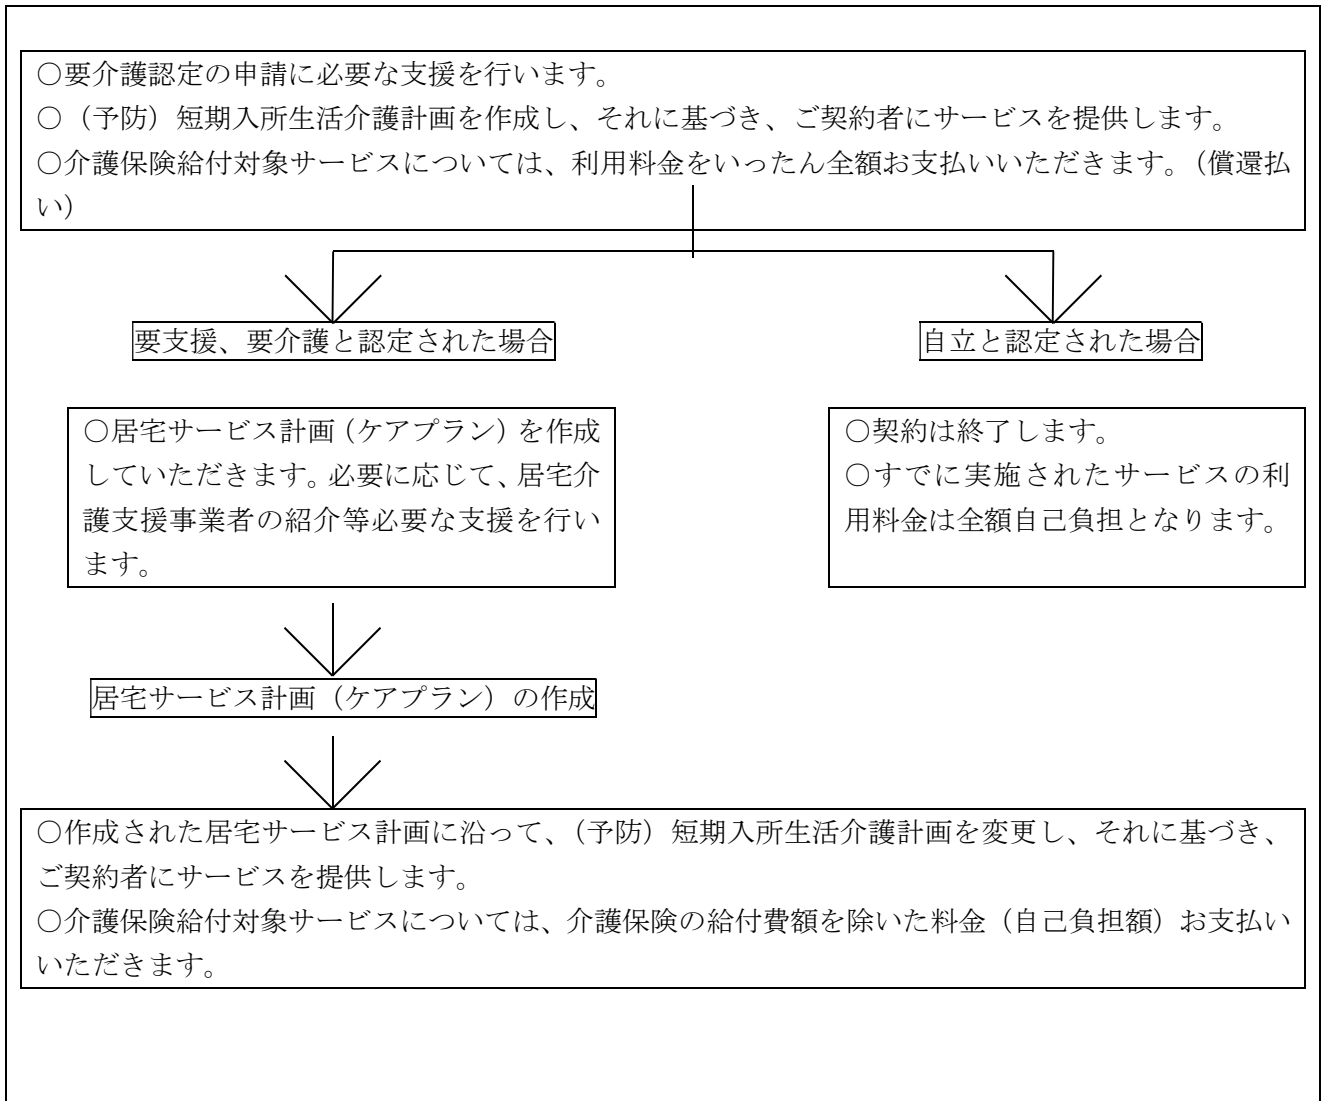 ○要介護認定の申請に必要な支援を行います。
○（予防）短期入所生活介護計画を作成し、それに基づき、ご契約者にサービスを提供します。
○介護保険給付対象サービスについては、利用料金をいったん全額お支払いいただきます。（償還払
い）
要支援、要介護と認定された場合
自立と認定された場合
○居宅サービス計画（ケアプラン）を作成
していただきます。必要に応じて、居宅介
護支援事業者の紹介等必要な支援を行い
ます。
○契約は終了します。
○すでに実施されたサービスの利
用料金は全額自己負担となります。
居宅サービス計画（ケアプラン）の作成
○作成された居宅サービス計画に沿って、（予防）短期入所生活介護計画を変更し、それに基づき、
ご契約者にサービスを提供します。
○介護保険給付対象サービスについては、介護保険の給付費額を除いた料金（自己負担額）お支払い
いただきます。